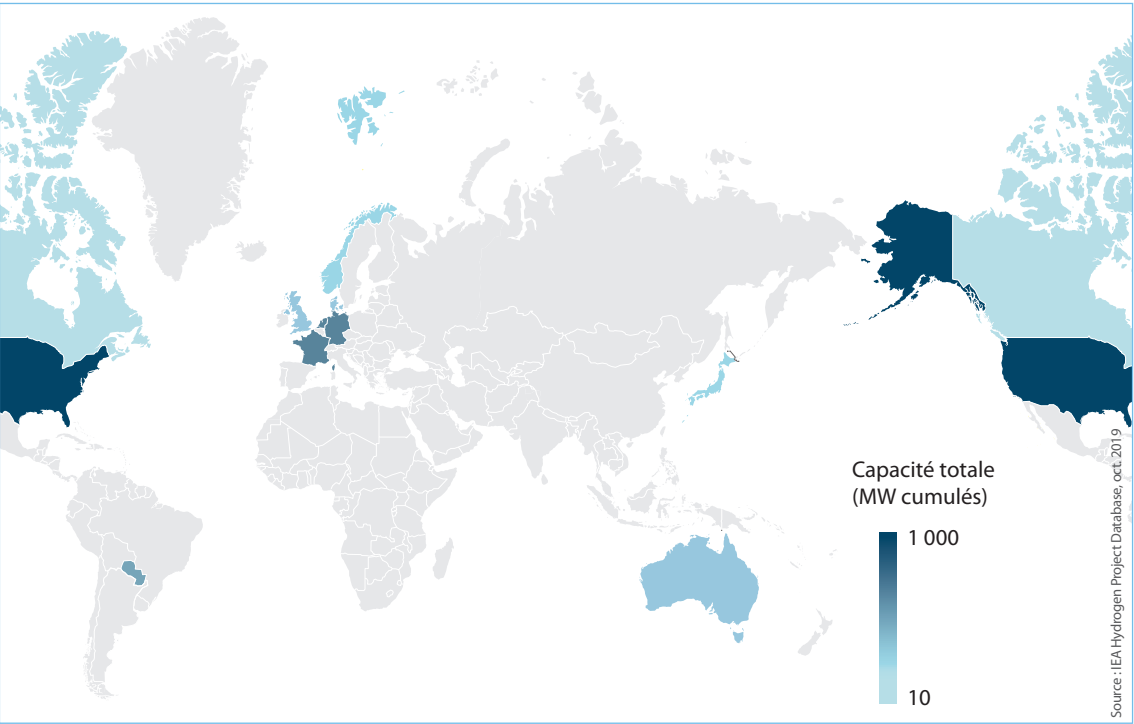 Capacité totale
(MW cumulés)
1 000
10
Source : IEA Hydrogen Project Database, oct. 2019